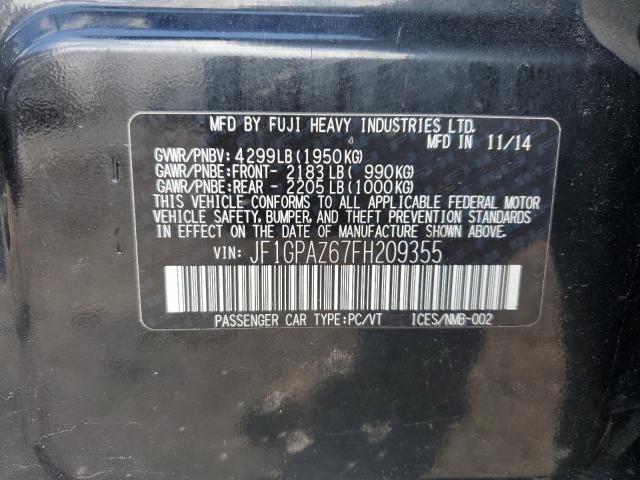 MFD BY FUJI HEAVY INDUSTRIES LTD.
MFD IN 11/14
GVWR/PNBV: 4299LB(1950KG)
GAWR/PNBE:FRONT- 2183LB( 990KG)
GAWR/PNBE:REAR - 2205LB(1000KG)
THIS VEHICLE CONFORMS TO ALL APPLICABLE FEDERAL MOTOR
VEHICLE SAFETY, BUMPER, AND THEFT PREVENTION STANDARDS
IN EFFECT ON THE DATE OF MANUFACTURE SHOWN ABOVE.
VIN: JF1GPAZ67FH209355
PASSENGER CAR TYPE:PC/VT ICES/NMB-002